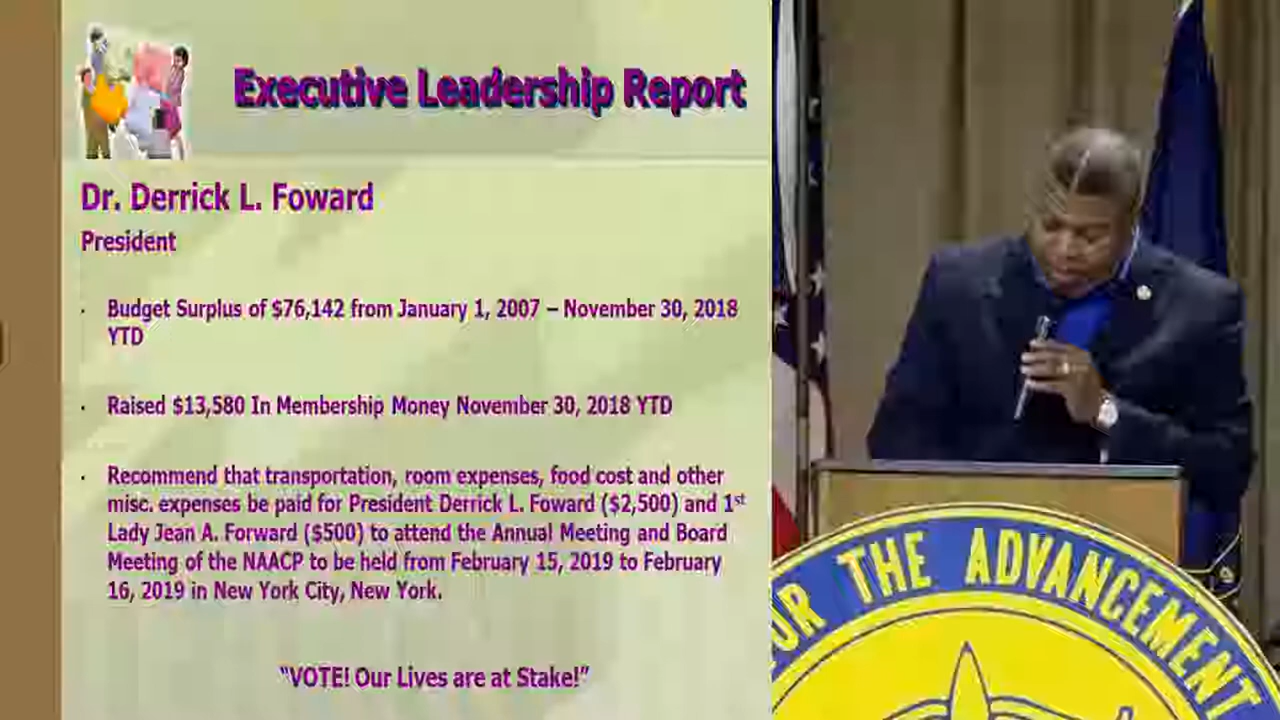 Executive Leadership Report
Dr. Derrick L. Foward
President
· Budget Surplus of $76,142 from January 1, 2007 – November 30, 2018
YTD
· Raised $13,580 In Membership Money November 30, 2018 YTD
· Recommend that transportation, room expenses, food cost and other
misc. expenses be paid for President Derrick L. Foward ($2,500) and 1st
Lady Jean A. Forward ($500) to attend the Annual Meeting and Board
Meeting of the NAACP to be held from February 15, 2019 to February
16, 2019 in New York City, New York.
“VOTE! Our Lives are at Stake!”
THE ADVANCEMENT